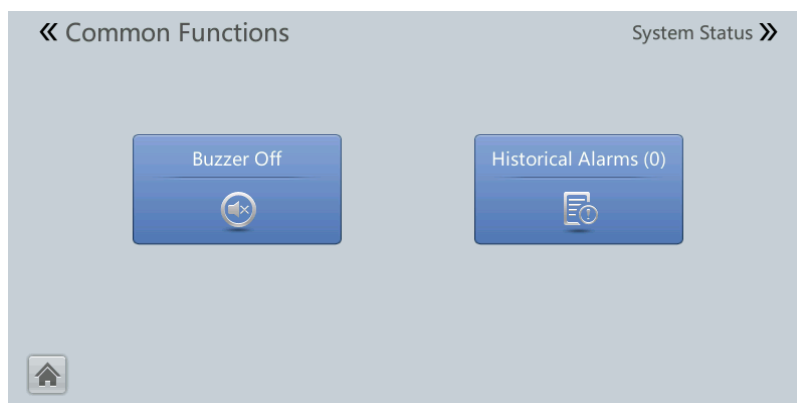 « Common Functions
System Status »
Buzzer Off
Historical Alarms (0)